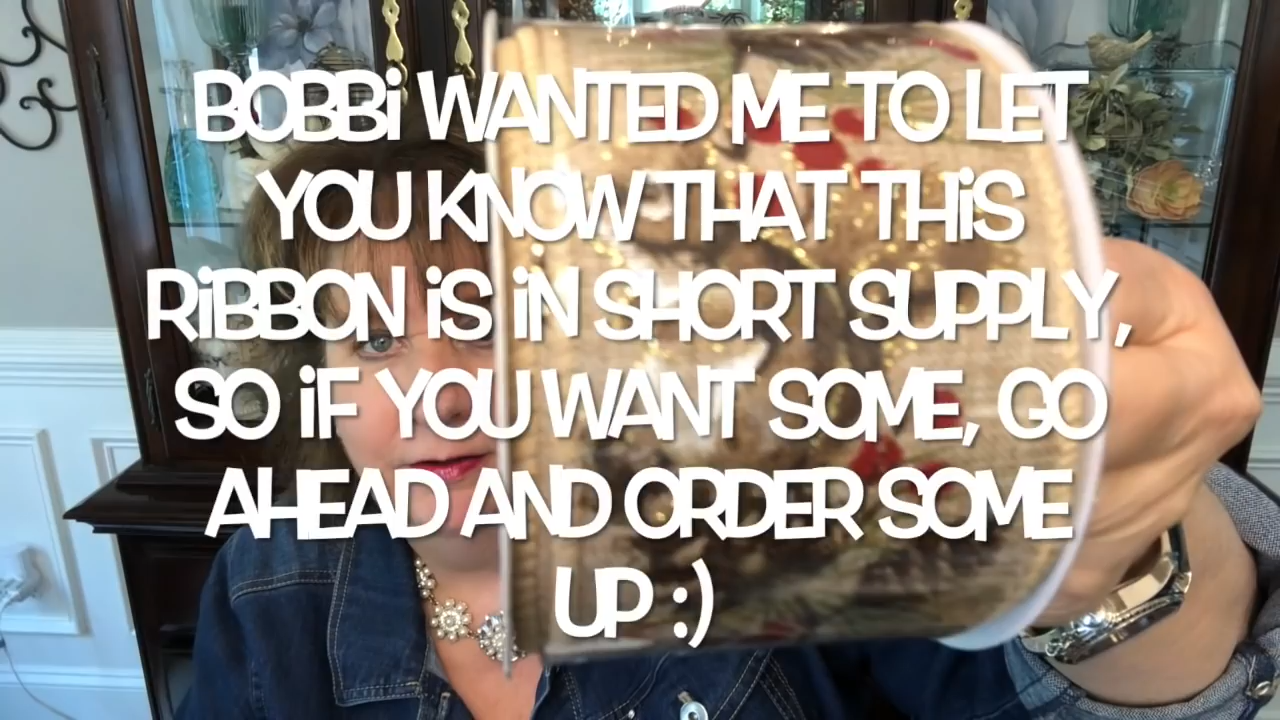 BOBBi WANTED ME TO LET
YOU KNOW THAT THiS
RiBBON iS iN SHORT SUPPLY,
SO iF YOU WANT SOME, GO
AHEAD AND ORDER SOME
UP :)